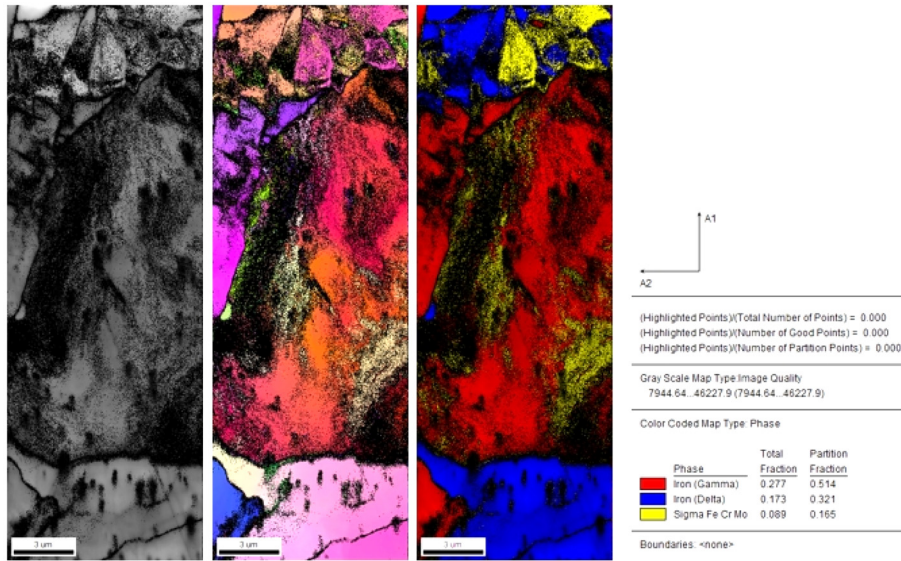 A1
A2
(Highlighted Points)/(Total Number of Points) = 0.000
(Highlighted Points)/(Number of Good Points) = 0.000
(Highlighted Points)/(Number of Partition Points) = 0.000
Gray Scale Map Type:Image Quality
7944.64...46227.9 (7944.64...46227.9)
Color Coded Map Type: Phase
Total Partition
Phase Fraction Fraction
Iron (Gamma) 0.277 0.514
Iron (Delta) 0.173 0.321
Sigma Fe Cr Mo 0.089 0.165
Boundaries: <none>
3 um 3 um 3 um